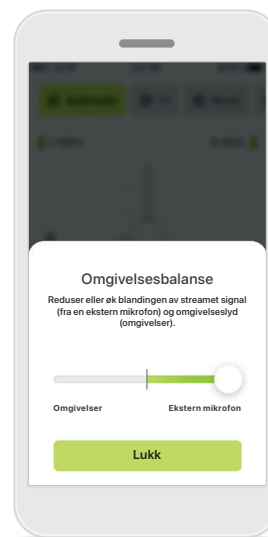 Omgivelsesbalanse
Reduser eller øk blandingen av streamet signal
(fra en ekstern mikrofon) og omgivelseslyd
(omgivelser).
Omgivelser Ekstern mikrofon
Lukk